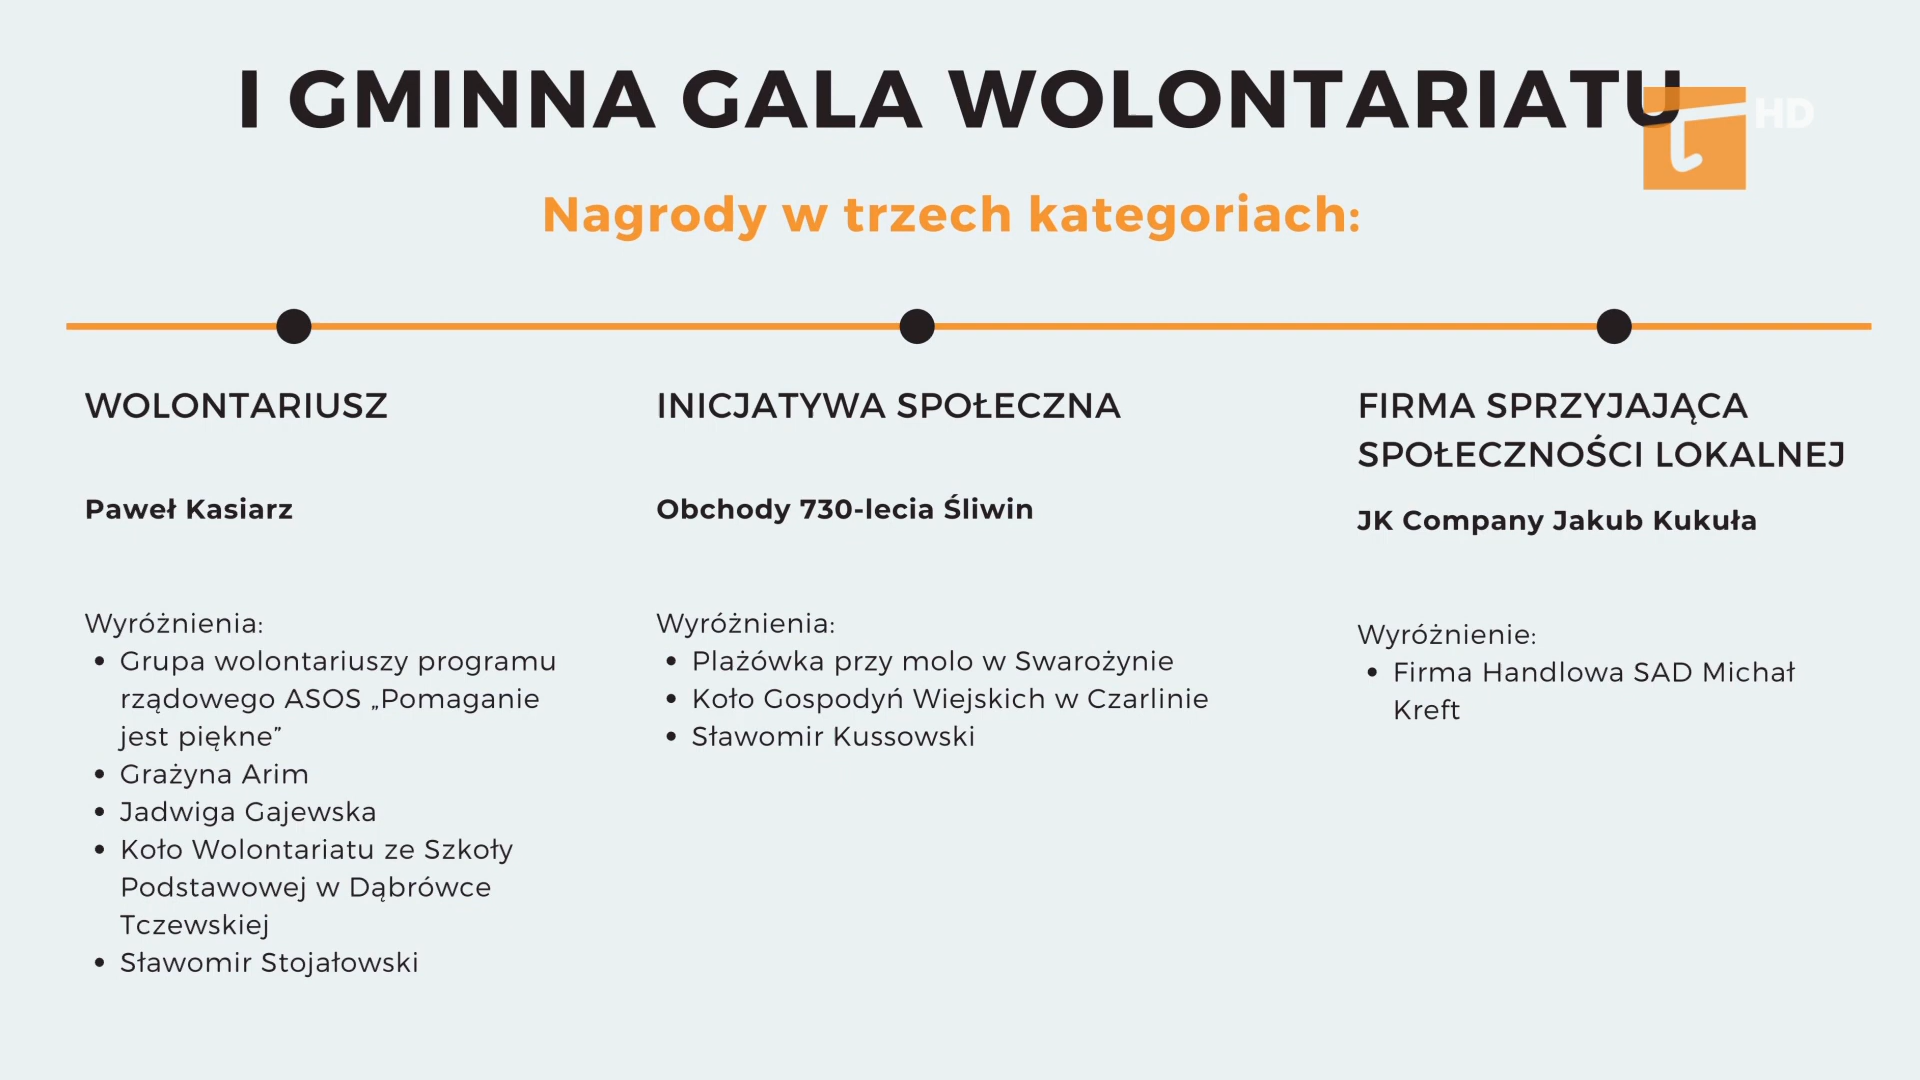 I GMINNA GALA WOLONTARIATU
HD
Nagrody w trzech kategoriach:
WOLONTARIUSZ
Paweł Kasiarz
Wyróżnienia:
• Grupa wolontariuszy programu
rządowego ASOS „Pomaganie
jest piękne”
• Grażyna Arim
• Jadwiga Gajewska
• Koło Wolontariatu ze Szkoły
Podstawowej w Dąbrówce
Tczewskiej
• Sławomir Stojałowski
INICJATYWA SPOŁECZNA
Obchody 730-lecia Śliwin
Wyróżnienia:
• Plażówka przy molo w Swarożynie
• Koło Gospodyń Wiejskich w Czarlinie
• Sławomir Kussowski
FIRMA SPRZYJAJĄCA
SPOŁECZNOŚCI LOKALNEJ
JK Company Jakub Kukuła
Wyróżnienie:
• Firma Handlowa SAD Michał
Kreft